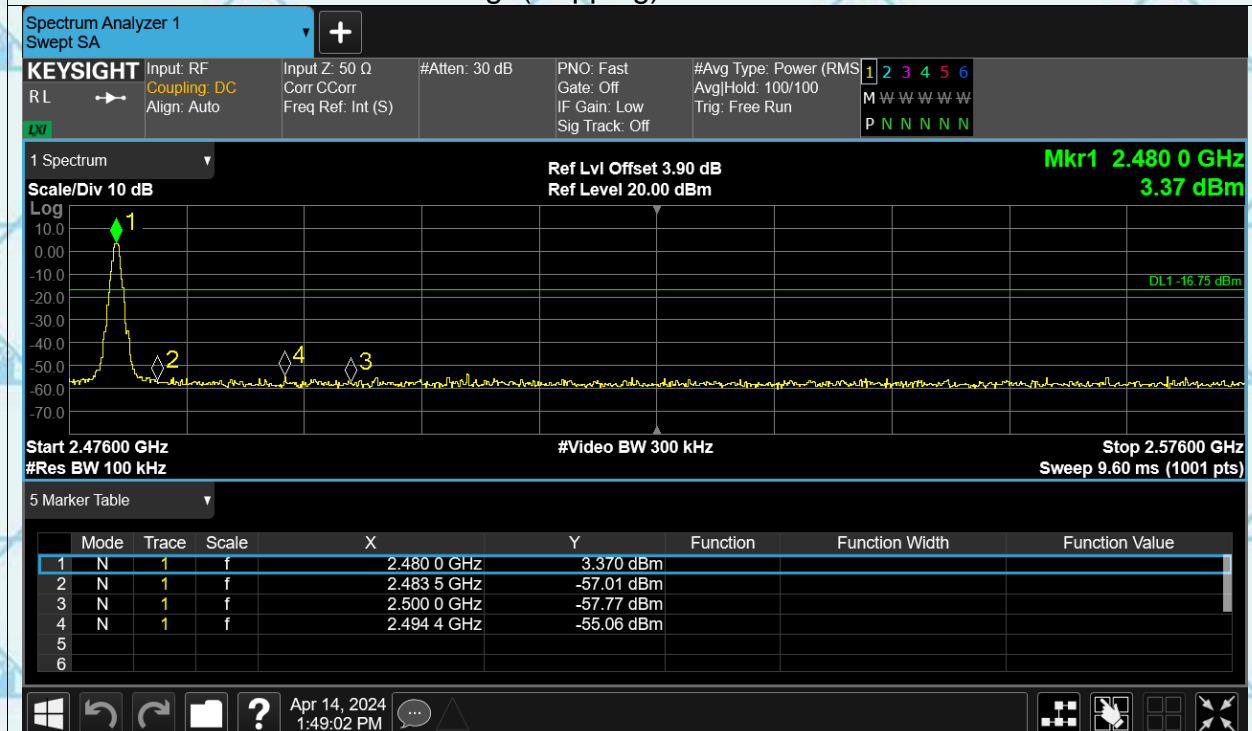 Spectrum Analyzer 1
Swept SA
+
KEYSIGHT Input: RF Input Z: 50 Ω #Atten: 30 dB PNO: Fast #Avg Type: Power (RMS 1 2 3 4 5 6
RL Coupling: DC Corr CCorr Gate: Off Avg|Hold: 100/100 M W W W W W
Align: Auto Freq Ref: Int (S) IF Gain: Low Trig: Free Run
LXI Sig Track: Off P N N N N N
1 Spectrum Ref Lvl Offset 3.90 dB Mkr1 2.480 0 GHz
Scale/Div 10 dB Ref Level 20.00 dBm 3.37 dBm
Log
1
10.0
0.00
-10.0
DL1 -16.75 dBm
-20.0
-30.0
-40.0
2 4 3
-50.0
-60.0
-70.0
Start 2.47600 GHz #Video BW 300 kHz Stop 2.57600 GHz
#Res BW 100 kHz Sweep 9.60 ms (1001 pts)
5 Marker Table
Mode Trace Scale X Y Function Function Width Function Value
1 N 1 f 2.480 0 GHz 3.370 dBm
2 N 1 f 2.483 5 GHz -57.01 dBm
3 N 1 f 2.500 0 GHz -57.77 dBm
4 N 1 f 2.494 4 GHz -55.06 dBm
5
6
? Apr 14, 2024
1:49:02 PM